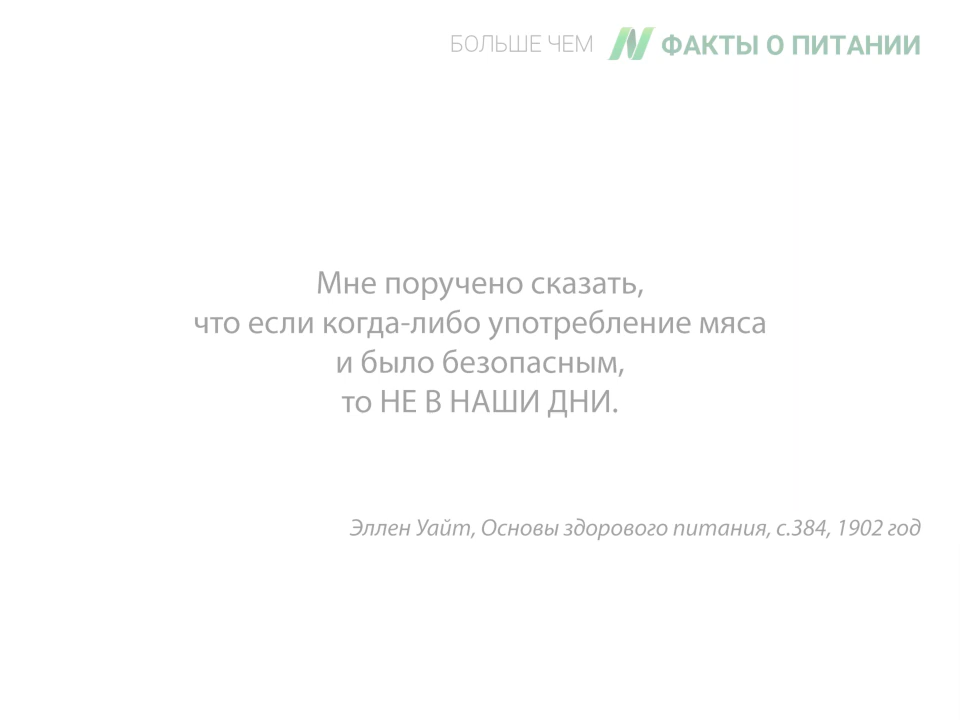 БОЛЬШЕ ЧЕМ ФАКТЫ О ПИТАНИИ
Мне поручено сказать,
что если когда-либо употребление мяса
и было безопасным,
то НЕ В НАШИ ДНИ.
Эллен Уайт, Основы здорового питания, с.384, 1902 год